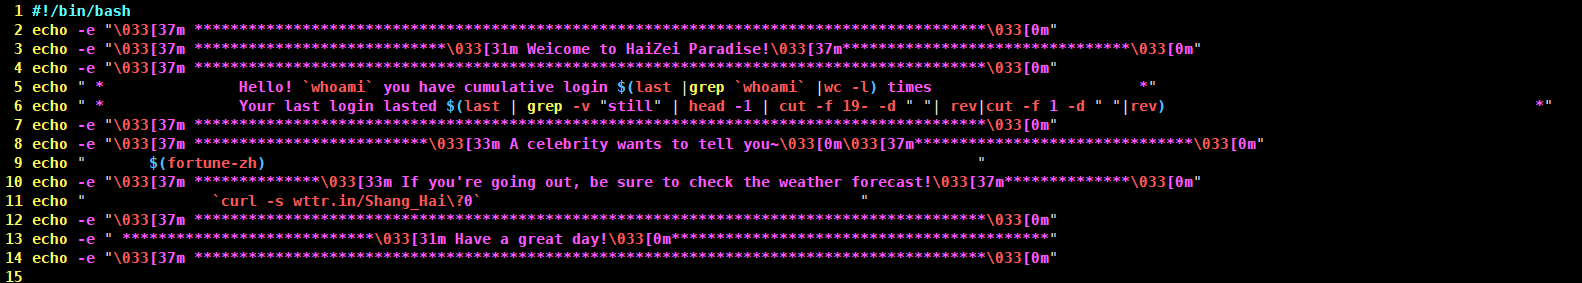 1 #!/bin/bash
2 echo -e "\033[37m ****************************************************************************************\033[0m"
3 echo -e "\033[37m ****************************\033[31m Weicome to HaiZei Paradise!\033[37m********************************\033[0m"
4 echo -e "\033[37m ****************************************************************************************\033[0m"
5 echo " *               Hello! `whoami` you have cumulative login $(last |grep `whoami` |wc -l) times                       *"
6 echo " *               Your last login lasted $(last | grep -v "still" | head -1 | cut -f 19- -d " "| rev|cut -f 1 -d " "|rev)                                         *"
7 echo -e "\033[37m ****************************************************************************************\033[0m"
8 echo -e "\033[37m **************************\033[33m A celebrity wants to tell you~\033[0m\033[37m*******************************\033[0m"
9 echo "       $(fortune-zh)                                                                               "
10 echo -e "\033[37m **************\033[33m If you're going out, be sure to check the weather forecast!\033[37m**************\033[0m"
11 echo "              `curl -s wttr.in/Shang_Hai\?0`                                          "
12 echo -e "\033[37m ****************************************************************************************\033[0m"
13 echo -e " ****************************\033[31m Have a great day!\033[0m******************************************"
14 echo -e "\033[37m ****************************************************************************************\033[0m"
15